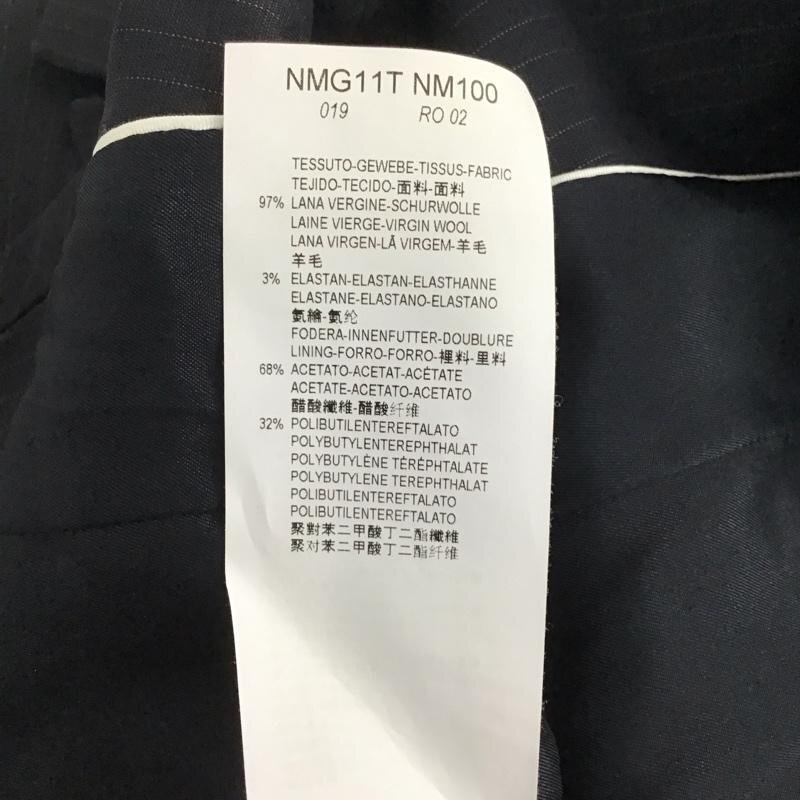 NMG11T NM100
019 RO 02
TESSUTO-GEWEBE-TISSUS-FABRIC
TEJIDO-TECIDO-面料-面料
97% LANA VERGINE-SCHURWOLLE
LAINE VIERGE-VIRGIN WOOL
LANA VIRGEN-LÃ VIRGEM-羊毛
羊毛
3% ELASTAN-ELASTAN-ELASTHANNE
ELASTANE-ELASTANO-ELASTANO
氨綸-氨纶
FODERA-INNENFUTTER-DOUBLURE
LINING-FORRO-FORRO-裡料-里料
68% ACETATO-ACETAT-ACÉTATE
ACETATE-ACETATO-ACETATO
醋酸纖維-醋酸纤维
32% POLIBUTILENTEREFTALATO
POLYBUTYLENTEREPHTHALAT
POLYBUTYLÈNE TÉRÉPHTALATE
POLYBUTYLENE TEREPHTHALAT
POLIBUTILENTEREFTALATO
POLIBUTILENTEREFTALATO
聚對苯二甲酸丁二酯纖維
聚对苯二甲酸丁二酯纤维